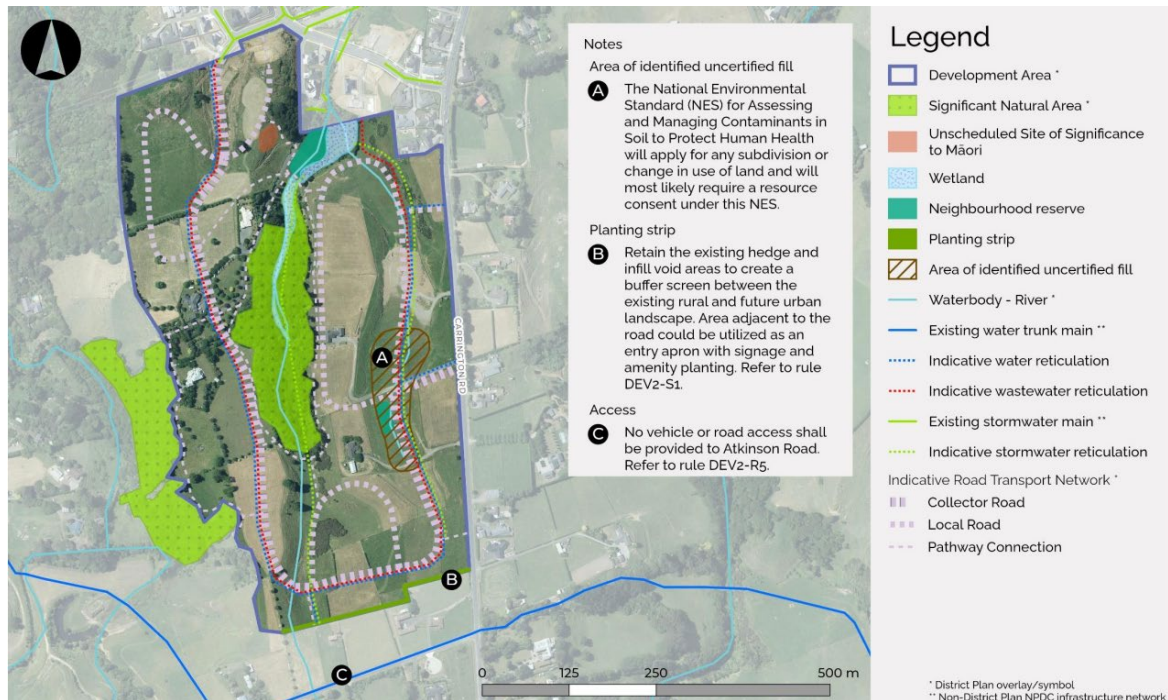 Notes
Area of identified uncertified fill
A
The National Environmental
Standard (NES) for Assessing
and Managing Contaminants in
Soil to Protect Human Health
will apply for any subdivision or
change in use of land and will
most likely require a resource
consent under this NES.
Planting strip
B
Retain the existing hedge and
infill void areas to create a
buffer screen between the
existing rural and future urban
landscape. Area adjacent to the
road could be utilized as an
entry apron with signage and
amenity planting. Refer to rule
DEV2-S1.
Access
C
No vehicle or road access shall
be provided to Atkinson Road.
Refer to rule DEV2-R5.
A
CARRINGTON RD
B
C
0 125 250 500 m
Legend
Development Area *
Significant Natural Area *
Unscheduled Site of Significance
to Māori
Wetland
Neighbourhood reserve
Planting strip
Area of identified uncertified fill
Waterbody - River *
Existing water trunk main **
Indicative water reticulation
Indicative wastewater reticulation
Existing stormwater main **
Indicative stormwater reticulation
Indicative Road Transport Network *
Collector Road
Local Road
Pathway Connection
* District Plan overlay/symbol
** Non-District Plan NPDC infrastructure network